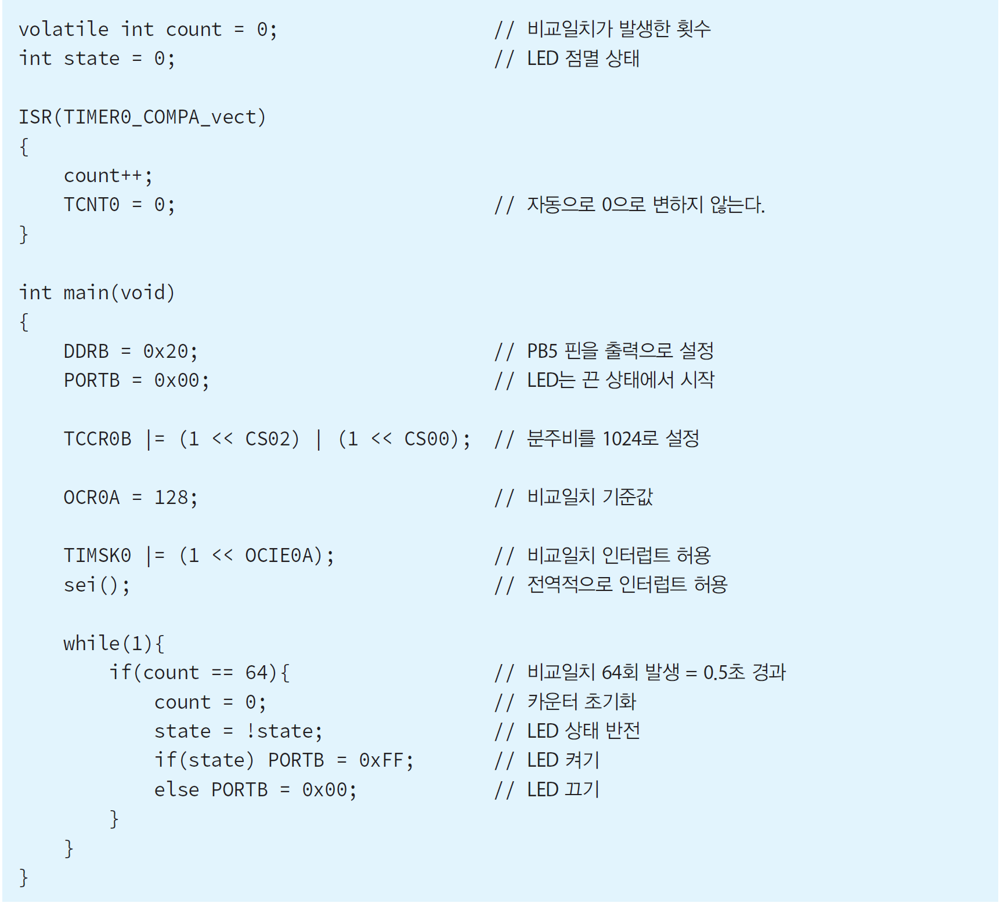 volatile int count = 0; // 비교일치가 발생한 횟수
int state = 0; // LED 점멸 상태
ISR(TIMER0_COMPA_vect)
{
count++;
TCNT0 = 0; // 자동으로 0으로 변하지 않는다.
}
int main(void)
{
DDRB = 0x20; // PB5 핀을 출력으로 설정
PORTB = 0x00; // LED는 끈 상태에서 시작
TCCR0B |= (1 << CS02) | (1 << CS00); // 분주비를 1024로 설정
OCR0A = 128; // 비교일치 기준값
TIMSK0 |= (1 << OCIE0A); // 비교일치 인터럽트 허용
sei(); // 전역적으로 인터럽트 허용
while(1){
if(count == 64){ // 비교일치 64회 발생 = 0.5초 경과
count = 0; // 카운터 초기화
state = !state; // LED 상태 반전
if(state) PORTB = 0xFF; // LED 켜기
else PORTB = 0x00; // LED 끄기
}
}
}